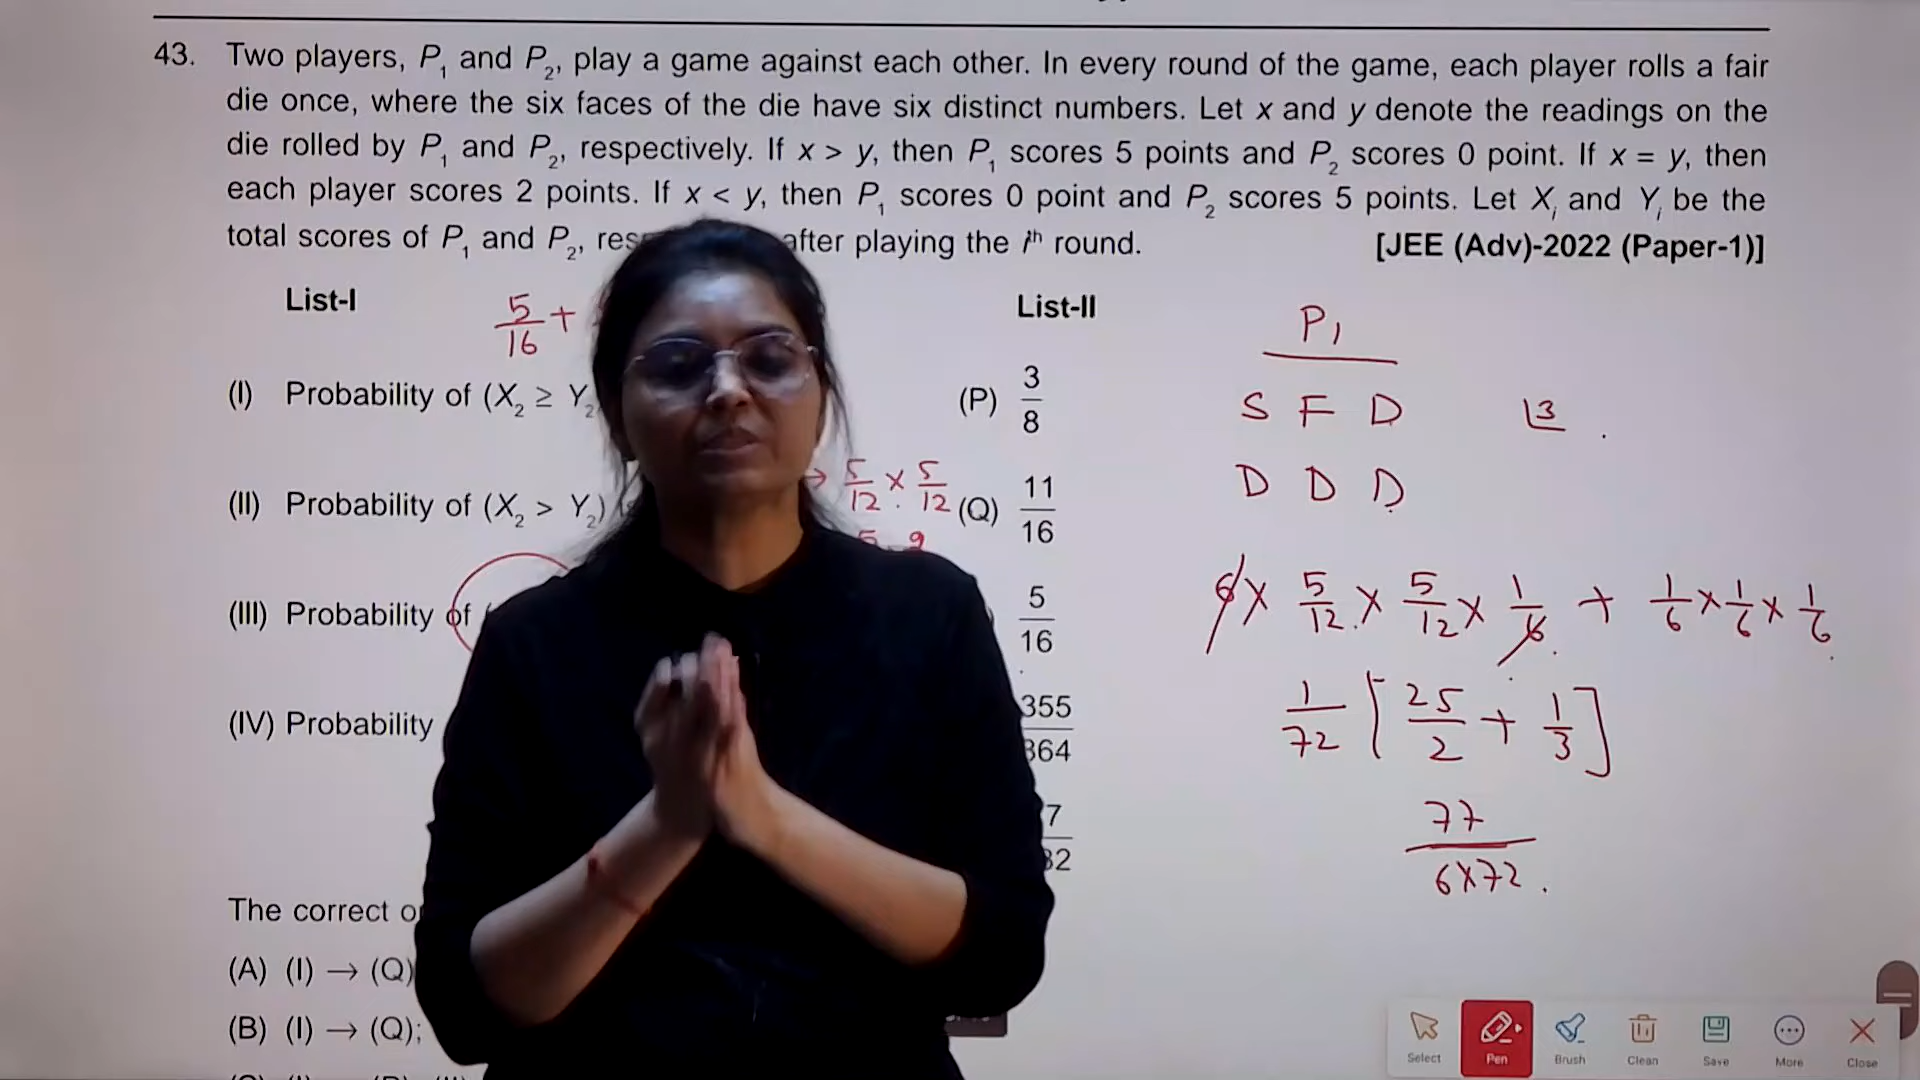 43. Two players, P₁ and P₂, play a game against each other. In every round of the game, each player rolls a fair
die once, where the six faces of the die have six distinct numbers. Let x and y denote the readings on the
die rolled by P₁ and P₂, respectively. If x > y, then P₁ scores 5 points and P₂ scores 0 point. If x = y, then
each player scores 2 points. If x < y, then P₁ scores 0 point and P₂ scores 5 points. Let Xᵢ and Yᵢ be the
total scores of P₁ and P₂, after playing the iᵗʰ round. [JEE (Adv)-2022 (Paper-1)]
List-I 5/16 + List-II
P₁
(I) Probability of (X₂ ≥ Y₂ (P) 3/8
S F D ⌊3 .
(II) Probability of (X₂ > Y₂) → 5/12 × 5/12 (Q) 11/16
D D D
(III) Probability of 5/16
6 × 5/12 × 5/12 × 1/6 + 1/6 × 1/6 × 1/6
(IV) Probability 355
1/72 [ 25/2 + 1/3 ]
77
6×72 .
The correct
(A) (I) → (Q)
(B) (I) → (Q);
Select Pen Brush Clean Save More Close